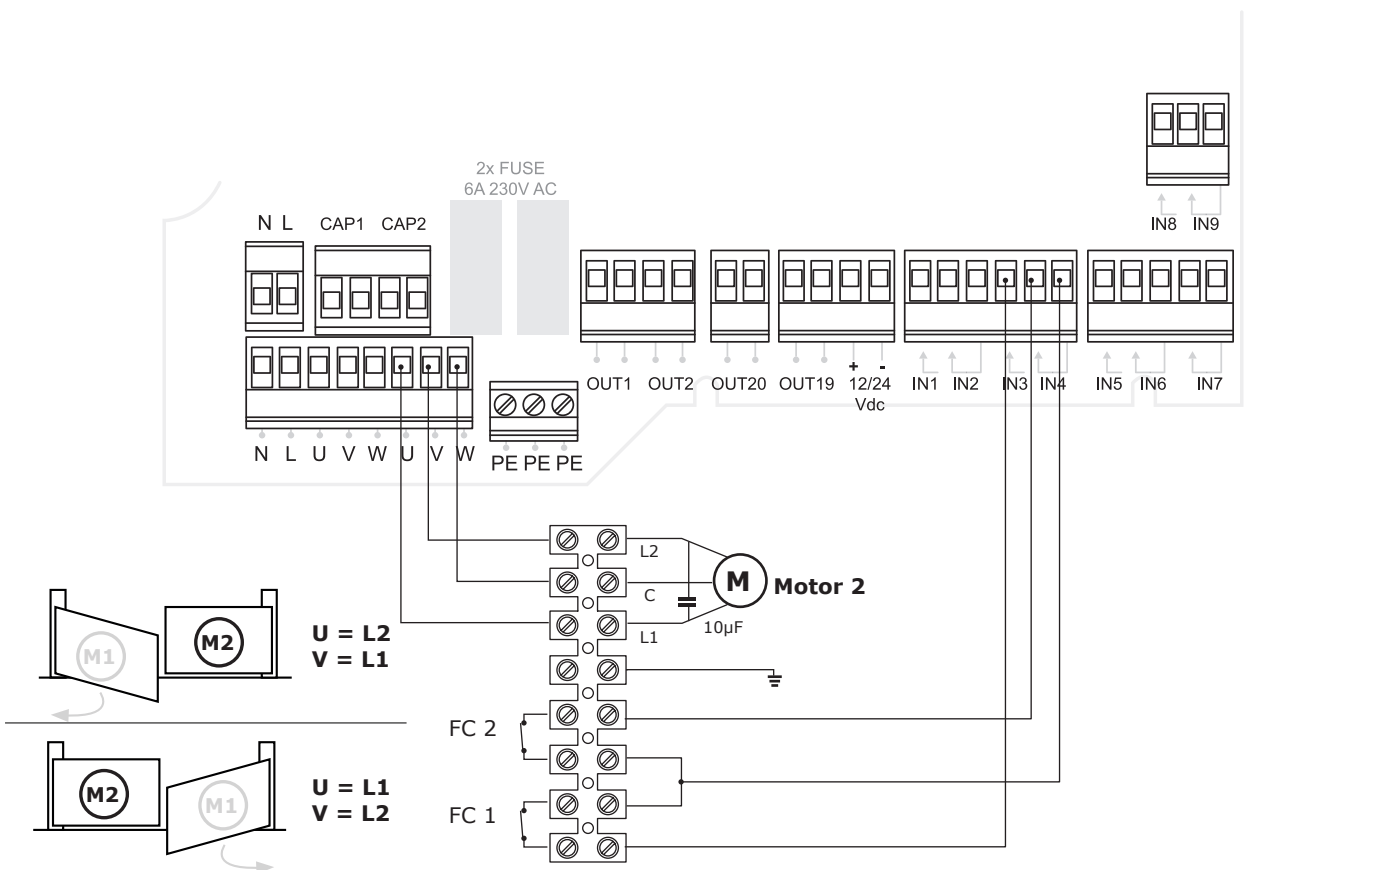 2x FUSE
6A 230V AC
N L
CAP1 CAP2
IN8 IN9
OUT1 OUT2 OUT20 OUT19 + - 12/24 Vdc IN1 IN2 IN3 IN4 IN5 IN6 IN7
N L U V W U V W
PE PE PE
L2
C
L1
10µF
M
Motor 2
M1
M2
U = L2
V = L1
FC 2
M2
M1
U = L1
V = L2
FC 1